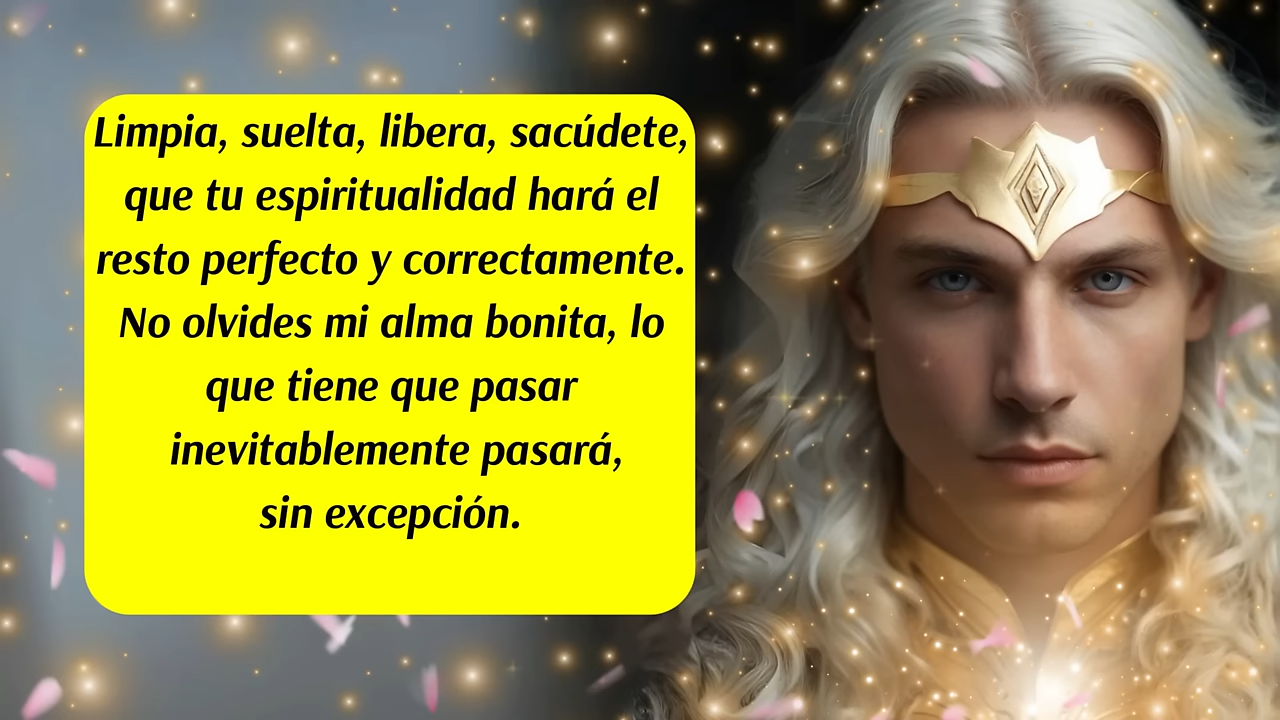 Limpia, suelta, libera, sacúdete,
que tu espiritualidad hará el
resto perfecto y correctamente.
No olvides mi alma bonita, lo
que tiene que pasar
inevitablemente pasará,
sin excepción.